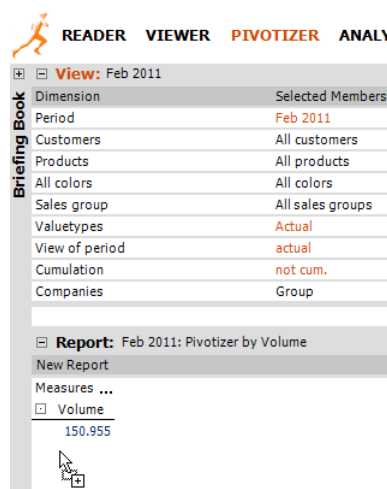 READER VIEWER PIVOTIZER ANALY
View: Feb 2011
Briefing Book
Dimension Selected Members
Period Feb 2011
Customers All customers
Products All products
All colors All colors
Sales group All sales groups
Valuetypes Actual
View of period actual
Cumulation not cum.
Companies Group
Report: Feb 2011: Pivotizer by Volume
New Report
Measures ...
Volume
150.955